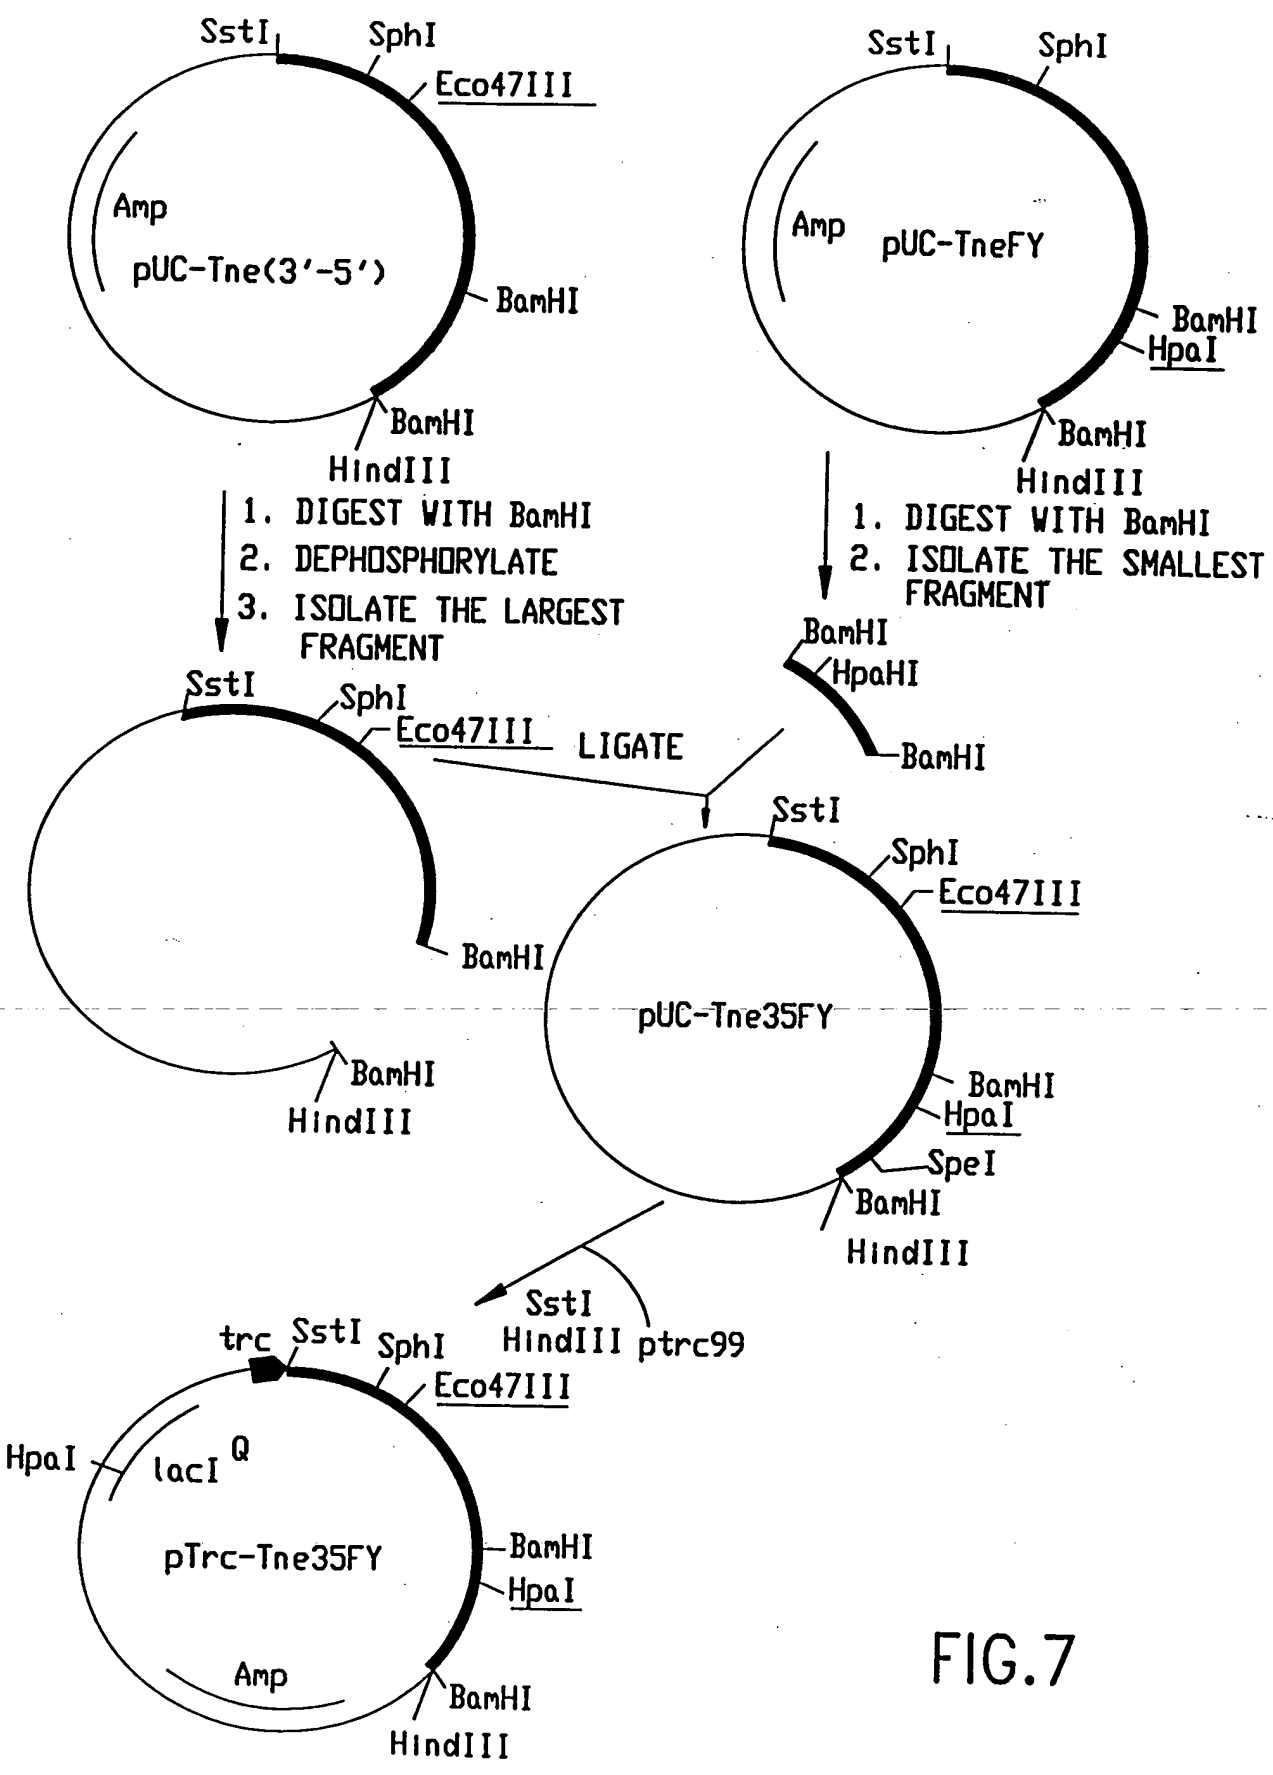 SstI
SphI
Eco47III
Amp
pUC-Tne(3'-5')
BamHI
BamHI
HindIII
SstI
SphI
Amp
pUC-TneFY
BamHI
HpaI
BamHI
HindIII
1. DIGEST WITH BamHI
2. DEPHOSPHORYLATE
3. ISOLATE THE LARGEST
FRAGMENT
1. DIGEST WITH BamHI
2. ISOLATE THE SMALLEST
FRAGMENT
SstI
SphI
Eco47III
BamHI
BamHI
HindIII
LIGATE
BamHI
HpaHI
BamHI
SstI
SphI
Eco47III
pUC-Tne35FY
BamHI
HpaI
SpeI
BamHI
HindIII
SstI
HindIII
ptrc99
trc
SstI
SphI
Eco47III
HpaI
lacI Q
pTrc-Tne35FY
BamHI
HpaI
Amp
BamHI
HindIII
FIG.7